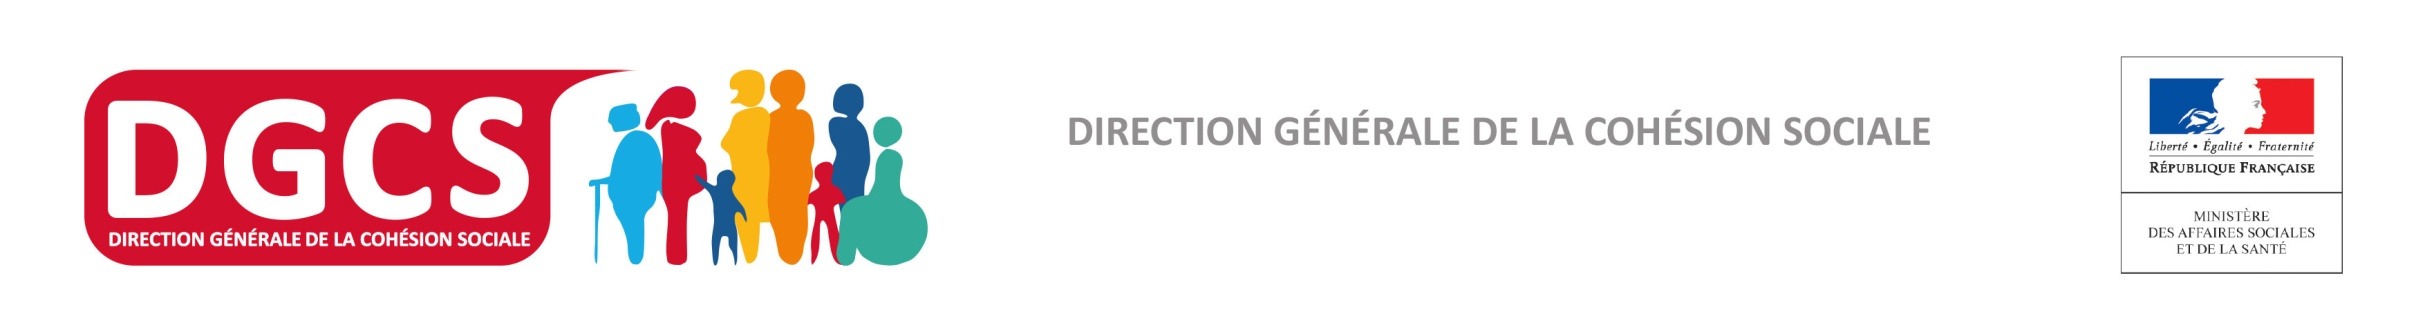 DGCS
DIRECTION GÉNÉRALE DE LA COHÉSION SOCIALE
DIRECTION GÉNÉRALE DE LA COHÉSION SOCIALE
Liberté • Égalité • Fraternité
RÉPUBLIQUE FRANÇAISE
MINISTÈRE
DES AFFAIRES SOCIALES
ET DE LA SANTÉ